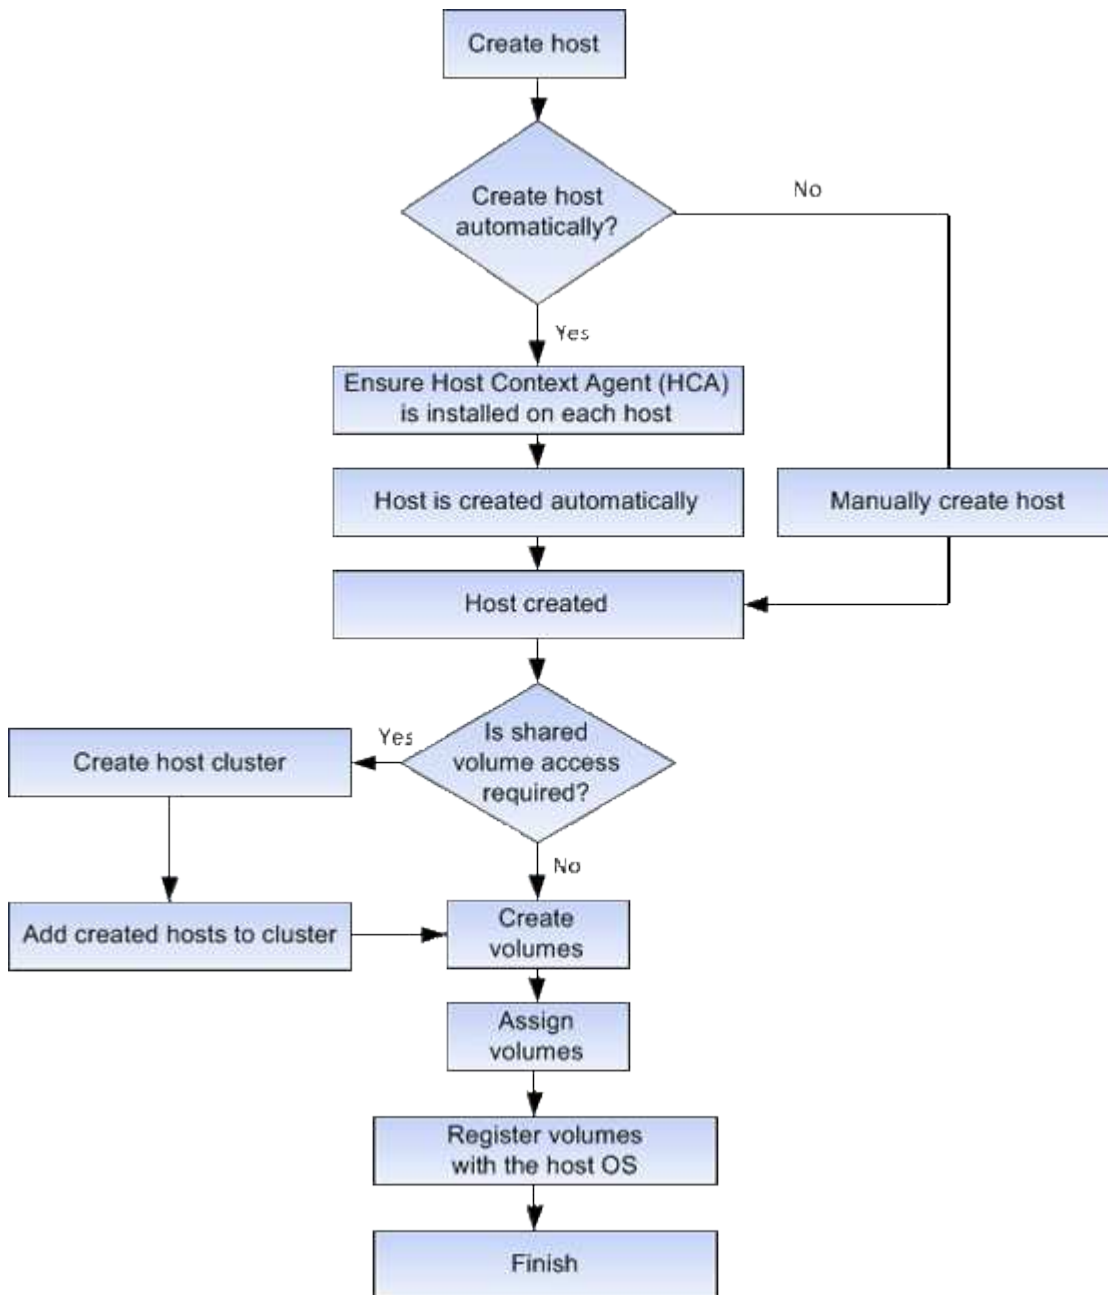 Create host
Create host
automatically?
No
Yes
Ensure Host Context Agent (HCA)
is installed on each host
Host is created automatically
Manually create host
Host created
Is shared
volume access
required?
Yes
Create host cluster
No
Add created hosts to cluster
Create
volumes
Assign
volumes
Register volumes
with the host OS
Finish